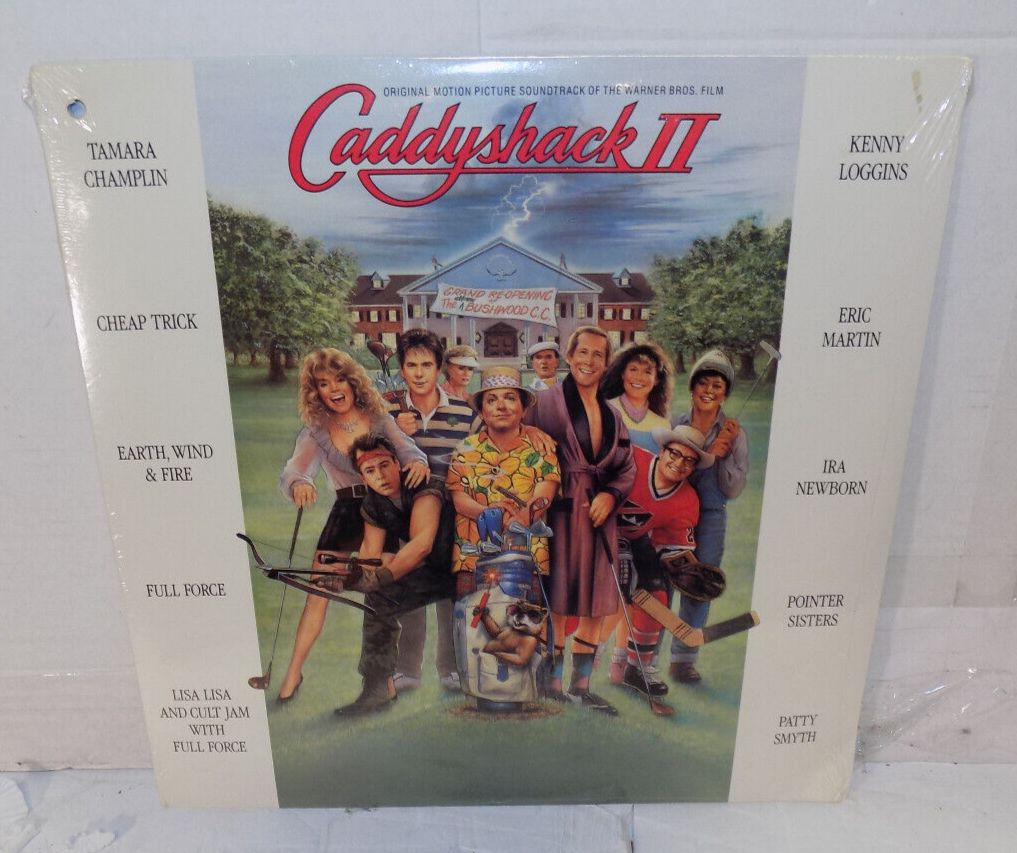 ORIGINAL MOTION PICTURE SOUNDTRACK OF THE WARNER BROS. FILM
Caddyshack II
TAMARA
CHAMPLIN
CHEAP TRICK
EARTH, WIND
& FIRE
FULL FORCE
LISA LISA
AND CULT JAM
WITH
FULL FORCE
GRAND RE-OPENING
THE BUSHWOOD C.C.
KENNY
LOGGINS
ERIC
MARTIN
IRA
NEWBORN
POINTER
SISTERS
PATTY
SMYTH